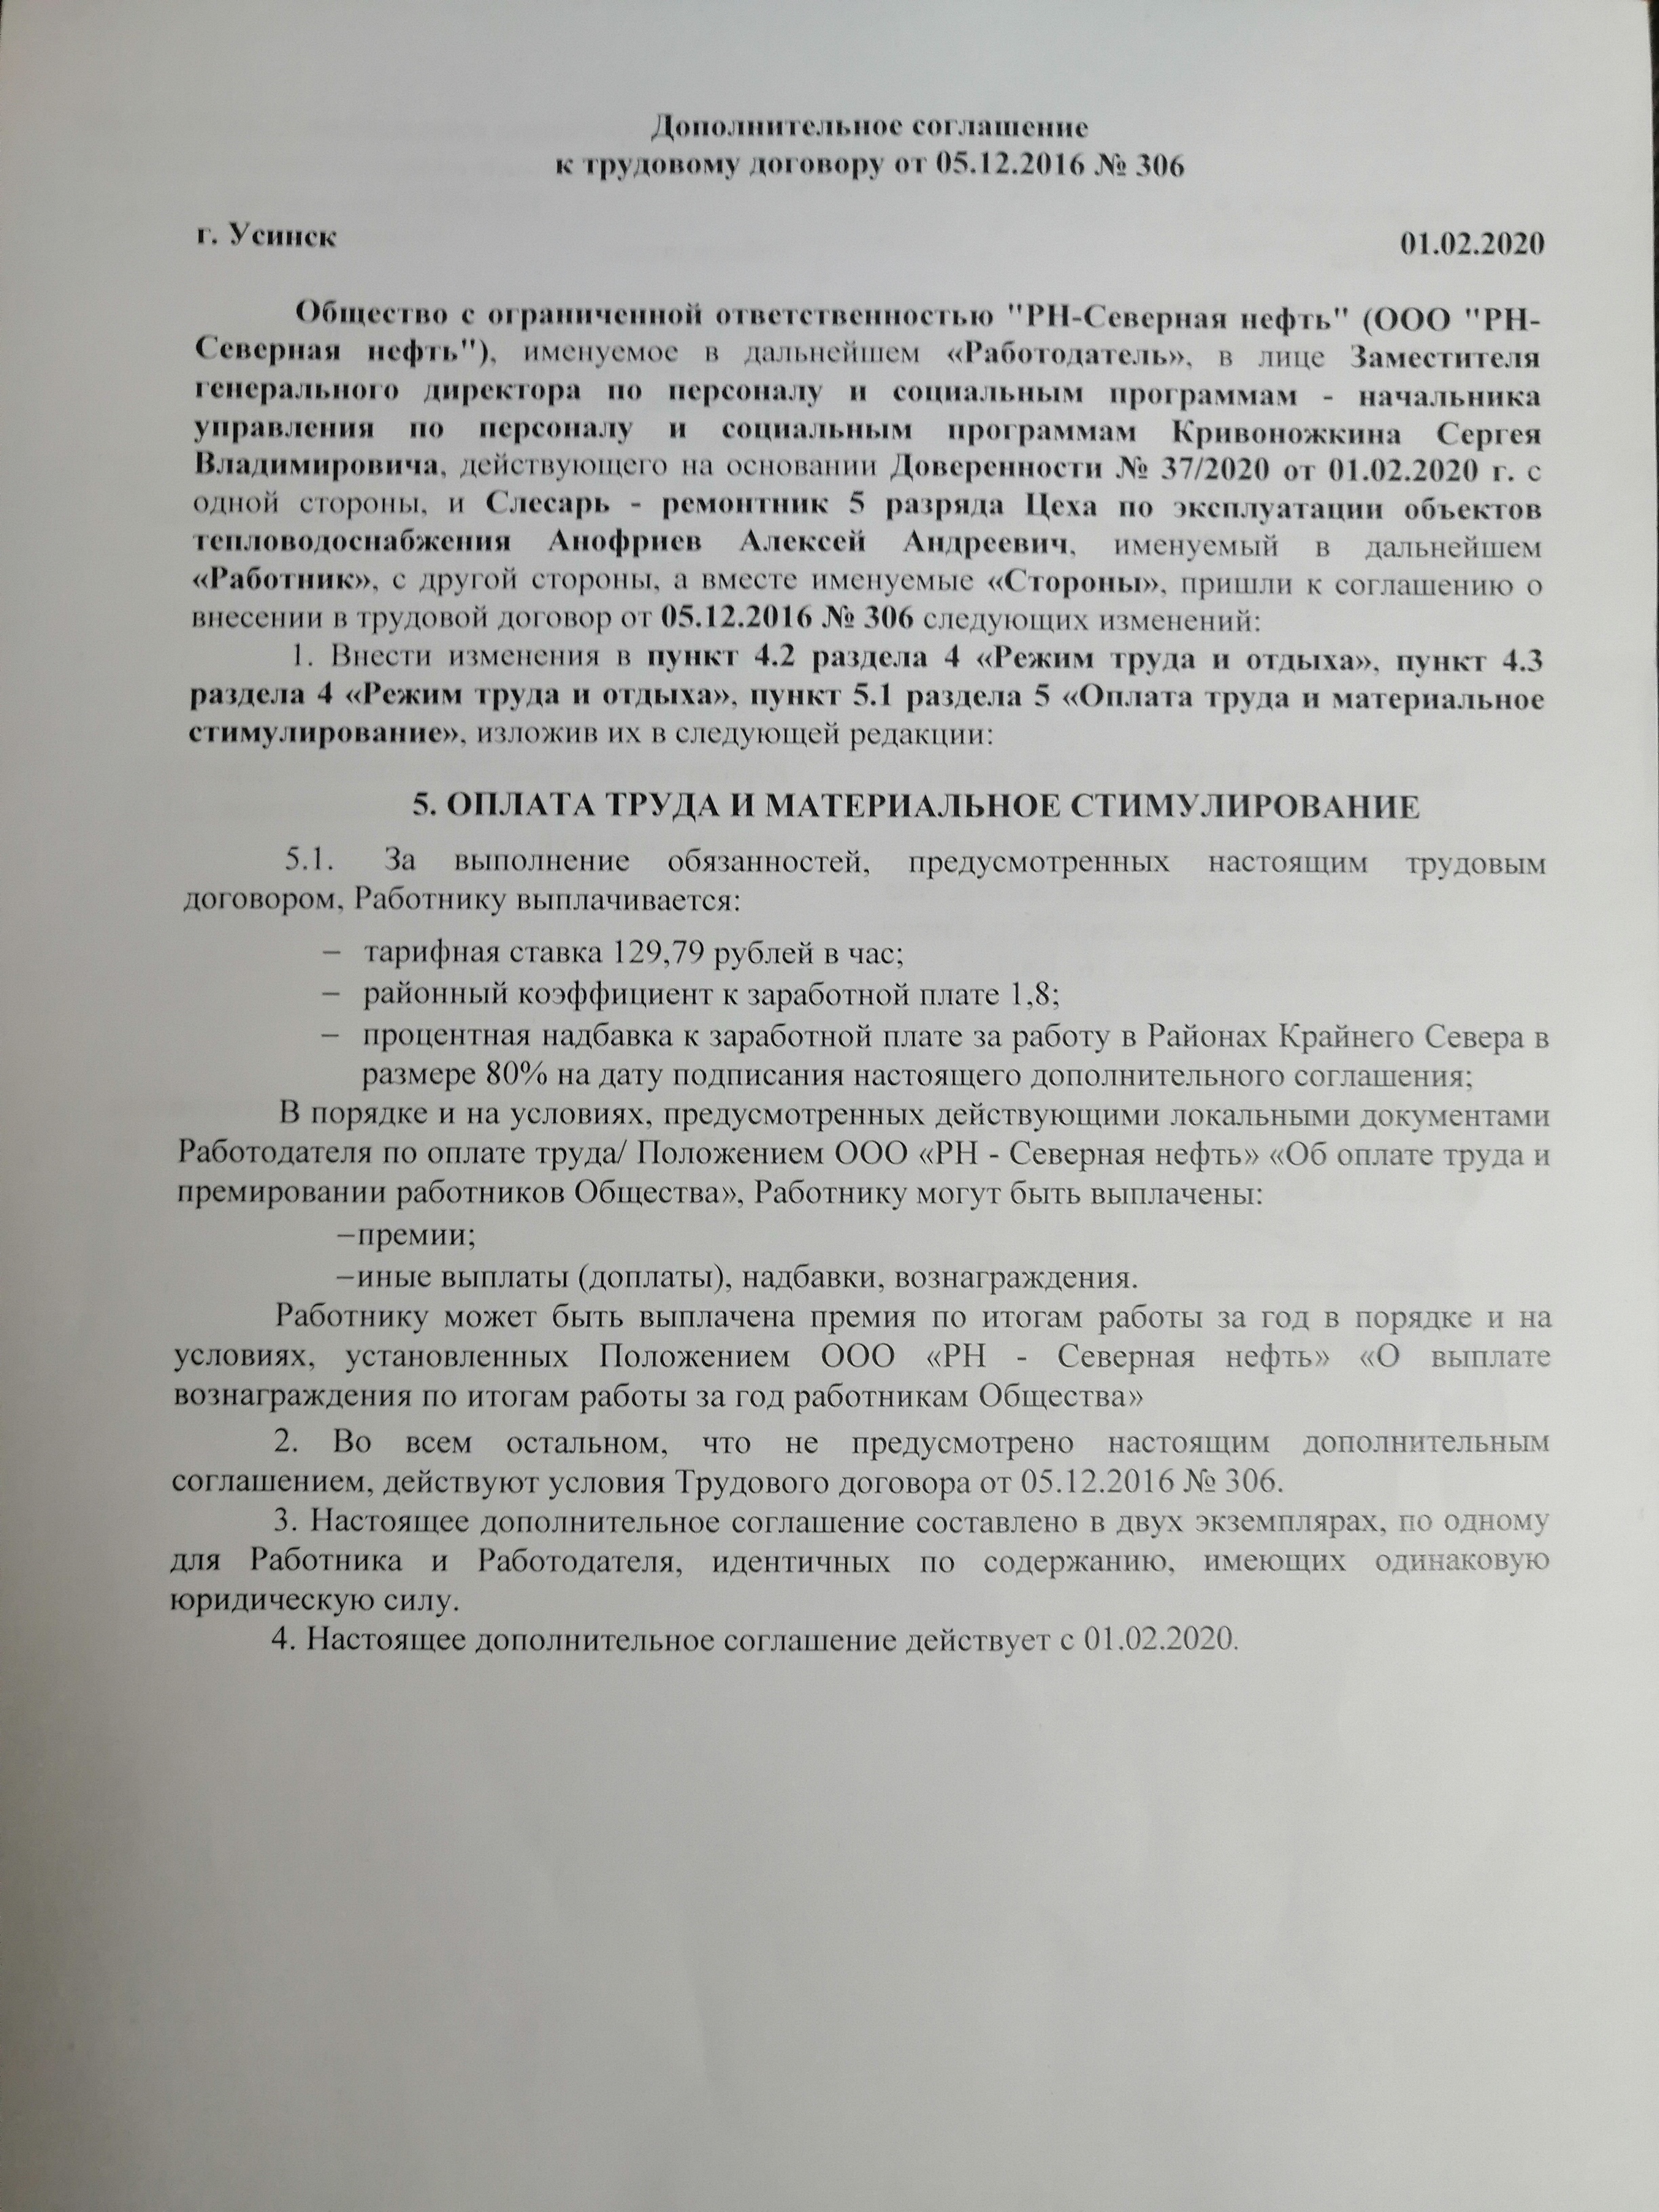 Дополнительное соглашение
к трудовому договору от 05.12.2016 № 306
г. Усинск
01.02.2020
Общество с ограниченной ответственностью "РН-
Северная нефть" (ООО "РН-
Северная нефть"), именуемое в дальнейшем «Работодатель», в лице Заместителя
генерального директора по персоналу и социальным программам - начальника
управления по персоналу и социальным программам Кривоножкина Сергея
Владимировича, действующего на основании Доверенности № 37/2020 от 01.02.2020 г. с
одной стороны, и Слесарь - ремонтник 5 разряда Цеха по эксплуатации объектов
тепловодоснабжения Анофриев Алексей Андреевич, именуемый в дальнейшем
«Работник», с другой стороны, а вместе именуемые «Стороны», пришли к соглашению о
внесении в трудовой договор от 05.12.2016 № 306 следующих изменений:
1. Внести изменения в пункт 4.2 раздела 4 «Режим труда и отдыха», пункт 4.3
раздела 4 «Режим труда и отдыха», пункт 5.1 раздела 5 «Оплата труда и материальное
стимулирование», изложив их в следующей редакции:
5. ОПЛАТА ТРУДА И МАТЕРИАЛЬНОЕ СТИМУЛИРОВАНИЕ
5.1. За выполнение обязанностей, предусмотренных настоящим трудовым
договором, Работнику выплачивается:
– тарифная ставка 129,79 рублей в час;
– районный коэффициент к заработной плате 1,8;
– процентная надбавка к заработной плате за работу в Районах Крайнего Севера в
размере 80% на дату подписания настоящего дополнительного соглашения;
В порядке и на условиях, предусмотренных действующими локальными документами
Работодателя по оплате труда/ Положением ООО «РН - Северная нефть» «Об оплате труда и
премировании работников Общества», Работнику могут быть выплачены:
–премии;
–иные выплаты (доплаты), надбавки, вознаграждения.
Работнику может быть выплачена премия по итогам работы за год в порядке и на
условиях, установленных Положением ООО «РН - Северная нефть» «О выплате
вознаграждения по итогам работы за год работникам Общества»
2. Во всем остальном, что не предусмотрено настоящим дополнительным
соглашением, действуют условия Трудового договора от 05.12.2016 № 306.
3. Настоящее дополнительное соглашение составлено в двух экземплярах, по одному
для Работника и Работодателя, идентичных по содержанию, имеющих одинаковую
юридическую силу.
4. Настоящее дополнительное соглашение действует с 01.02.2020.